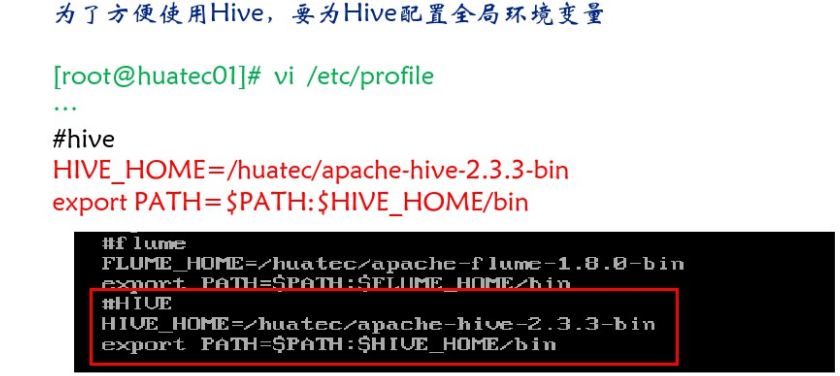 为了方便使用Hive，要为Hive配置全局环境变量
[root@huatec01]# vi /etc/profile
...
#hive
HIVE_HOME=/huatec/apache-hive-2.3.3-bin
export PATH=$PATH:$HIVE_HOME/bin
#flume
FLUME_HOME=/huatec/apache-flume-1.8.0-bin
export PATH=$PATH:$FLUME_HOME/bin
#HIVE
HIVE_HOME=/huatec/apache-hive-2.3.3-bin
export PATH=$PATH:$HIVE_HOME/bin